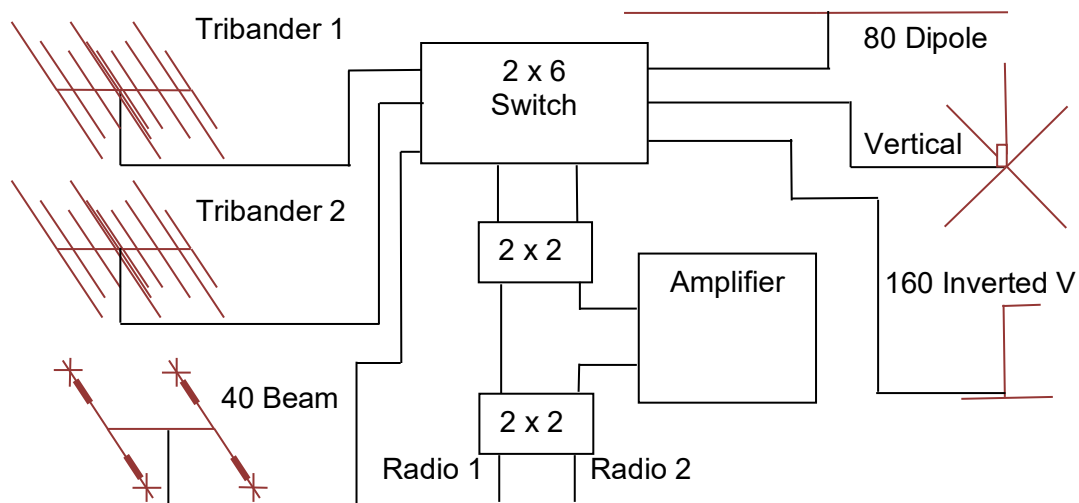 Tribander 1
2 x 6
Switch
80 Dipole
Vertical
Tribander 2
2 x 2
Amplifier
160 Inverted V
40 Beam
2 x 2
Radio 1
Radio 2